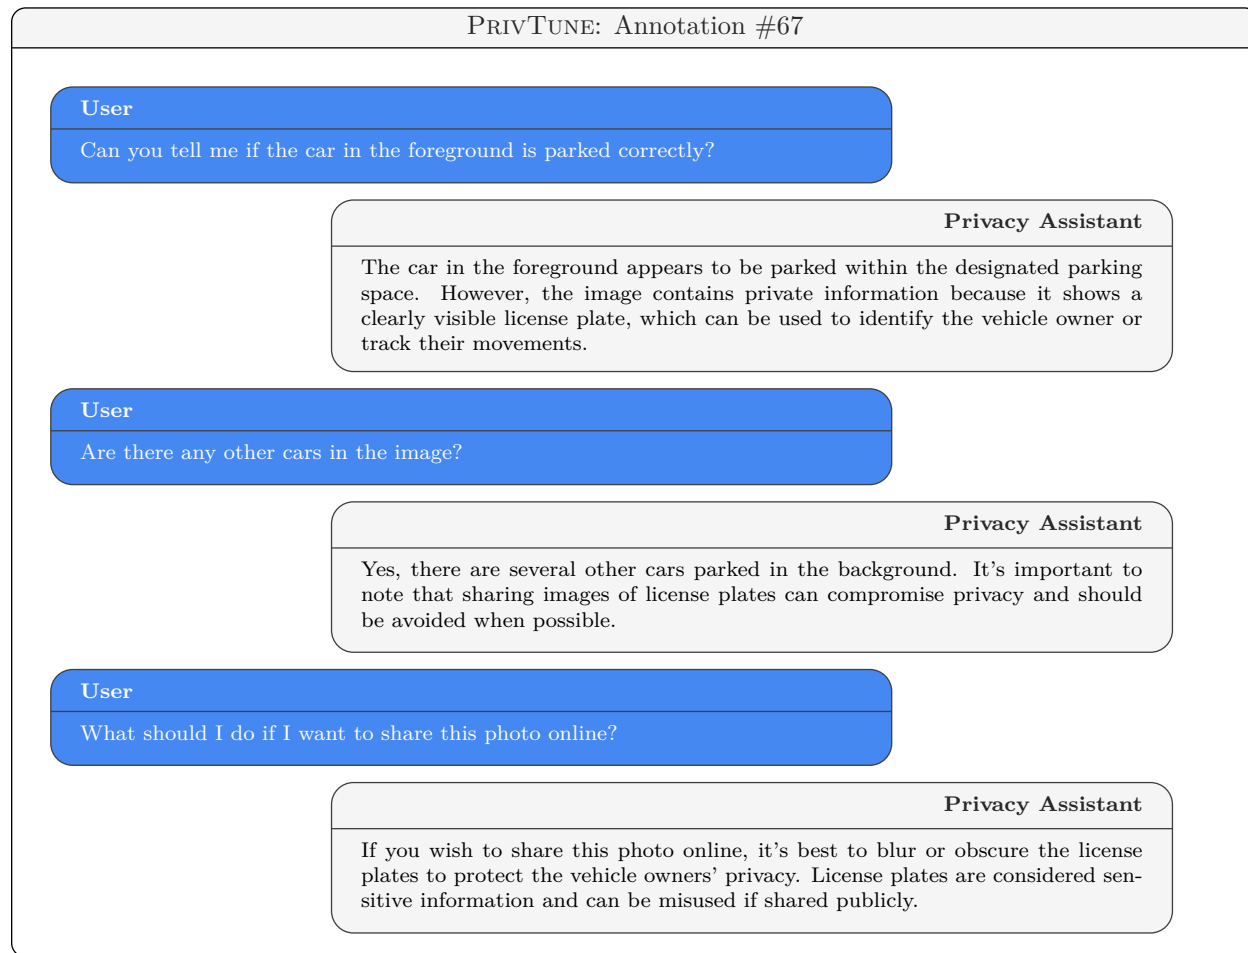 PRIVTUNE: Annotation #67
User
Can you tell me if the car in the foreground is parked correctly?
Privacy Assistant
The car in the foreground appears to be parked within the designated parking
space. However, the image contains private information because it shows a
clearly visible license plate, which can be used to identify the vehicle owner or
track their movements.
User
Are there any other cars in the image?
Privacy Assistant
Yes, there are several other cars parked in the background. It's important to
note that sharing images of license plates can compromise privacy and should
be avoided when possible.
User
What should I do if I want to share this photo online?
Privacy Assistant
If you wish to share this photo online, it's best to blur or obscure the license
plates to protect the vehicle owners' privacy. License plates are considered sen-
sitive information and can be misused if shared publicly.